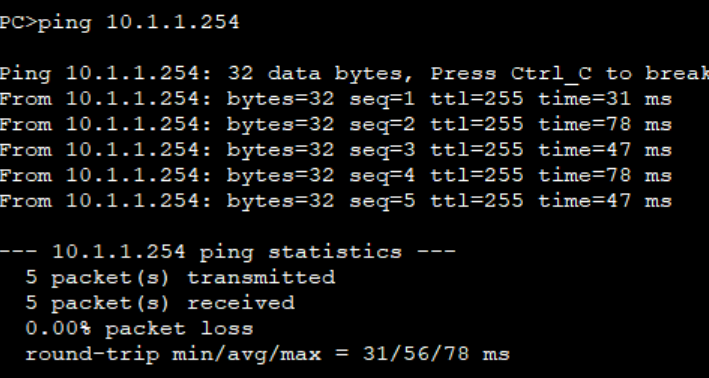 PC>ping 10.1.1.254
Ping 10.1.1.254: 32 data bytes, Press Ctrl_C to break
From 10.1.1.254: bytes=32 seq=1 ttl=255 time=31 ms
From 10.1.1.254: bytes=32 seq=2 ttl=255 time=78 ms
From 10.1.1.254: bytes=32 seq=3 ttl=255 time=47 ms
From 10.1.1.254: bytes=32 seq=4 ttl=255 time=78 ms
From 10.1.1.254: bytes=32 seq=5 ttl=255 time=47 ms
--- 10.1.1.254 ping statistics ---
5 packet(s) transmitted
5 packet(s) received
0.00% packet loss
round-trip min/avg/max = 31/56/78 ms